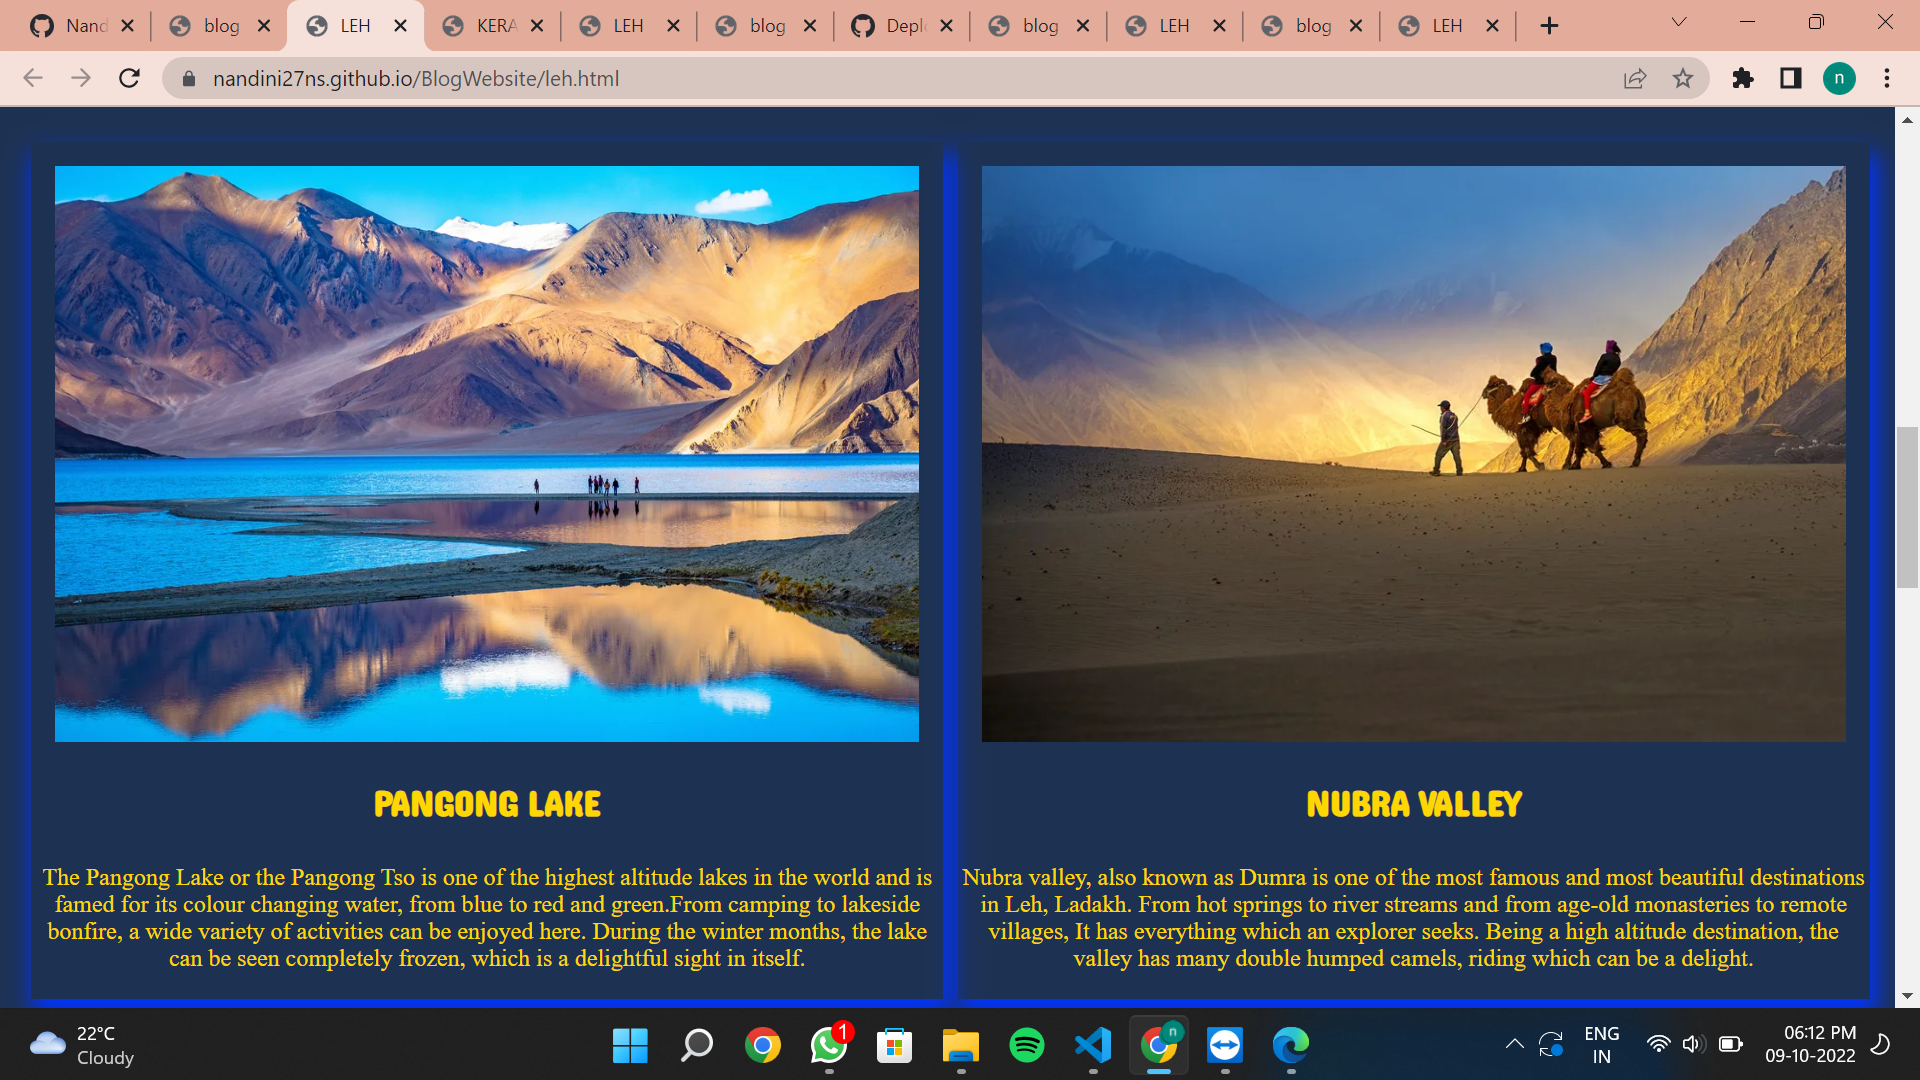 Nand
blog
LEH
KERA
LEH
blog
Deplo
blog
LEH
blog
LEH
nandini27ns.github.io/BlogWebsite/leh.html
n
PANGONG LAKE
The Pangong Lake or the Pangong Tso is one of the highest altitude lakes in the world and is
famed for its colour changing water, from blue to red and green.From camping to lakeside
bonfire, a wide variety of activities can be enjoyed here. During the winter months, the lake
can be seen completely frozen, which is a delightful sight in itself.
NUBRA VALLEY
Nubra valley, also known as Dumra is one of the most famous and most beautiful destinations
in Leh, Ladakh. From hot springs to river streams and from age-old monasteries to remote
villages, It has everything which an explorer seeks. Being a high altitude destination, the
valley has many double humped camels, riding which can be a delight.
22°C
Cloudy
1
n
ENG
IN
06:12 PM
09-10-2022